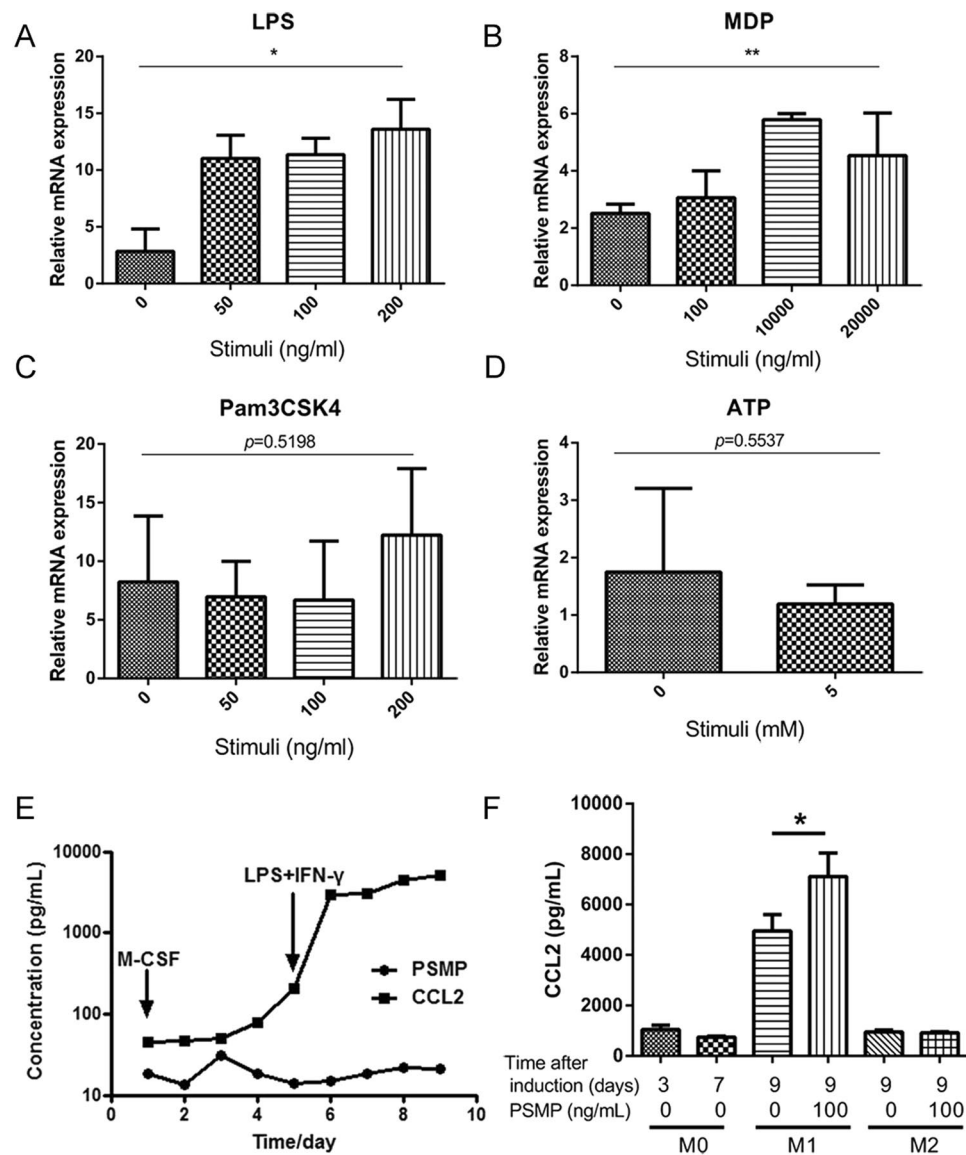 A
LPS
*
Relative mRNA expression
20
15
10
5
0
0 50 100 200
Stimuli (ng/ml)
B
MDP
**
Relative mRNA expression
8
6
4
2
0
0 100 10000 20000
Stimuli (ng/ml)
C
Pam3CSK4
p=0.5198
Relative mRNA expression
20
15
10
5
0
0 50 100 200
Stimuli (ng/ml)
D
ATP
p=0.5537
Relative mRNA expression
4
3
2
1
0
0 5
Stimuli (mM)
E
Concentration (pg/mL)
10000
1000
100
10
M-CSF
LPS+IFN-γ
PSMP
CCL2
0 2 4 6 8 10
Time/day
F
CCL2 (pg/mL)
10000
8000
6000
4000
2000
0
*
Time after
induction (days) 3 7 9 9 9 9
PSMP (ng/mL) 0 0 0 100 0 100
M0 M1 M2